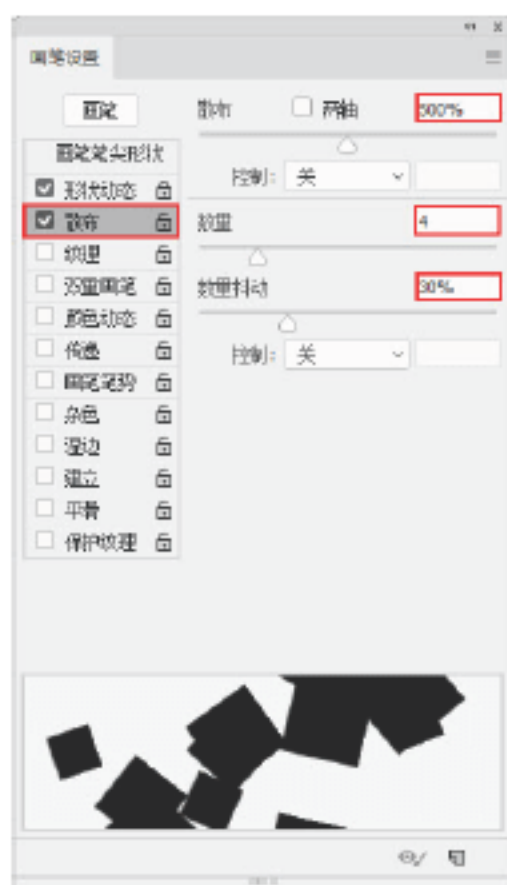 画笔设置
画笔
散布 两轴 500%
画笔笔尖形状
控制: 关
形状动态
散布
数量 4
纹理
双重画笔
数量抖动 30%
颜色动态
传递
控制: 关
画笔笔势
杂色
湿边
建立
平滑
保护纹理